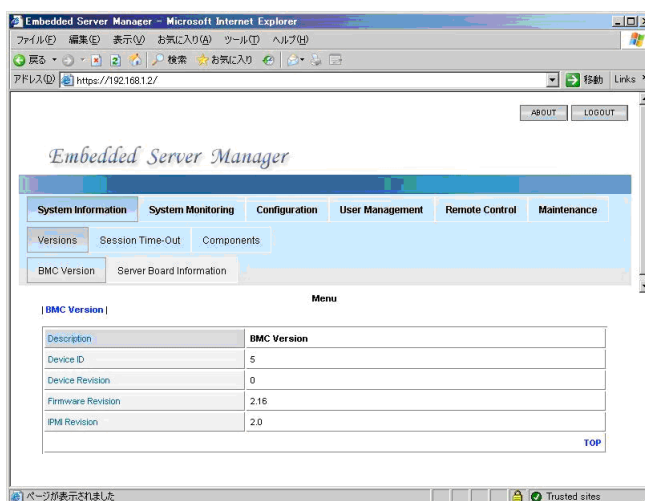 Embedded Server Manager - Microsoft Internet Explorer
ファイル(F) 編集(E) 表示(V) お気に入り(A) ツール(T) ヘルプ(H)
戻る 検索 お気に入り
アドレス(D) https://192.168.1.2/ 移動 Links »
ABOUT LOGOUT
Embedded Server Manager
System Information System Monitoring Configuration User Management Remote Control Maintenance
Versions Session Time-Out Components
BMC Version Server Board Information
Menu
| BMC Version |
Description BMC Version
Device ID 5
Device Revision 0
Firmware Revision 2.16
IPMI Revision 2.0
TOP
ページが表示されました Trusted sites